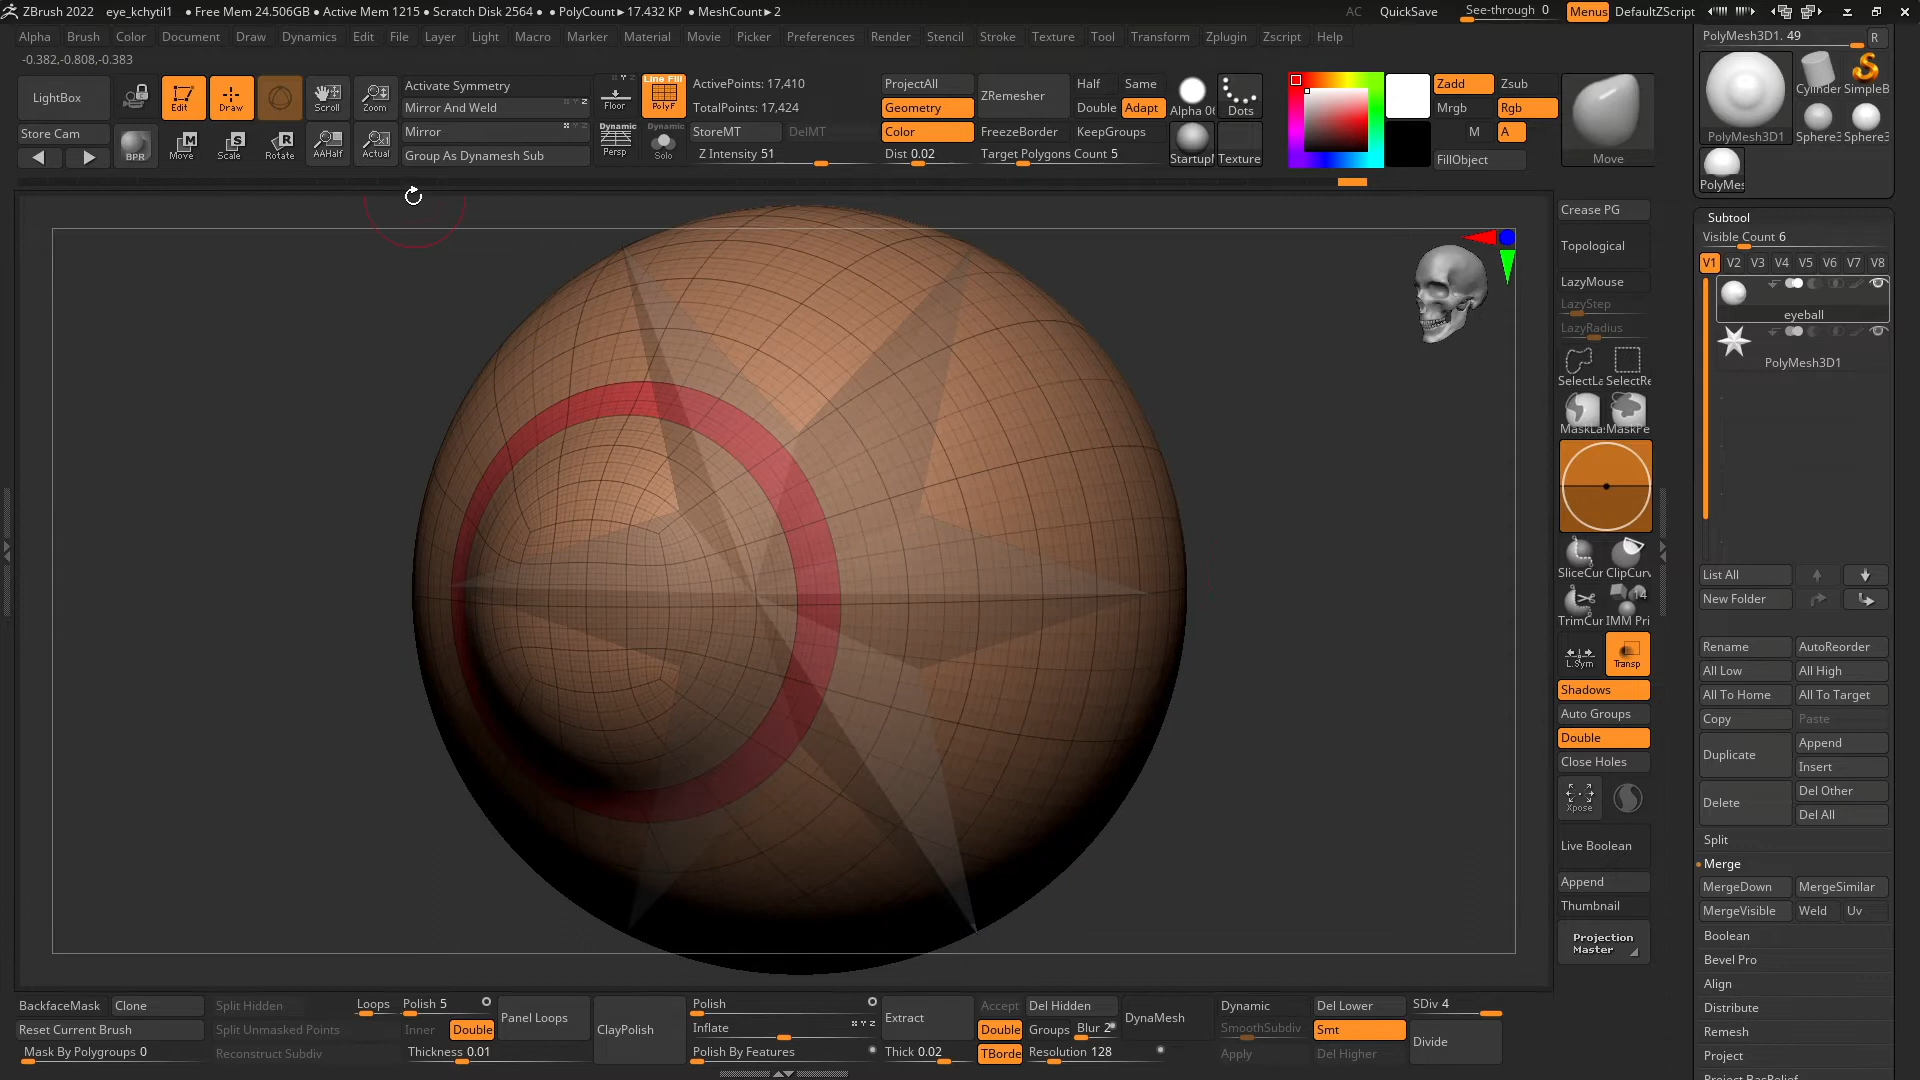 ZBrush 2022 eye_kchytil1 ● Free Mem 24.506GB ● Active Mem 1215 ● Scratch Disk 2564 ● ● PolyCount► 17.432 KP ● MeshCount► 2 AC QuickSave See-through 0 Menus DefaultZScript
Alpha Brush Color Document Draw Dynamics Edit File Layer Light Macro Marker Material Movie Picker Preferences Render Stencil Stroke Texture Tool Transform Zplugin Zscript Help
-0.382,-0.808,-0.383
PolyMesh3D1. 49 R
LightBox
Edit Draw Scroll Zoom
Activate Symmetry
Mirror And Weld
Floor
Line Fill
PolyF
ActivePoints: 17,410
TotalPoints: 17,424
ProjectAll
Geometry
ZRemesher
Half Same
Double Adapt
Alpha 06
Dots
Zadd Zsub
Mrgb Rgb
Cylinder SimpleB
PolyMesh3D1 Sphere3 Sphere3
Store Cam
BPR Move Scale Rotate AAHalf Actual
Mirror
Group As Dynamesh Sub
Dynamic
Persp
Dynamic
Solo
StoreMT DelMT
Z Intensity 51
Color
Dist 0.02
FreezeBorder KeepGroups
Target Polygons Count 5
Startup Texture
M A
FillObject
Move
PolyMes
Crease PG
Topological
LazyMouse
LazyStep
LazyRadius
SelectLa SelectRe
MaskLa MaskPe
SliceCur ClipCurv
14
TrimCur IMM Pri
L.Sym Transp
Shadows
Auto Groups
Double
Close Holes
Xpose
Live Boolean
Append
Thumbnail
Projection
Master
Subtool
Visible Count 6
V1 V2 V3 V4 V5 V6 V7 V8
eyeball
PolyMesh3D1
List All
New Folder
Rename AutoReorder
All Low All High
All To Home All To Target
Copy Paste
Duplicate Append
Insert
Delete Del Other
Del All
Split
Merge
MergeDown MergeSimilar
MergeVisible Weld Uv
Boolean
Bevel Pro
Align
Distribute
Remesh
Project
Project BasRelief
BackfaceMask Clone Split Hidden Loops Polish 5 Panel Loops ClayPolish Polish Extract Accept Del Hidden DynaMesh Dynamic Del Lower SDiv 4
Reset Current Brush Split Unmasked Points Inner Double Inflate Double Groups Blur 2 SmoothSubdiv Smt Divide
Mask By Polygroups 0 Reconstruct Subdiv Thickness 0.01 Polish By Features Thick 0.02 TBorde Resolution 128 Apply Del Higher